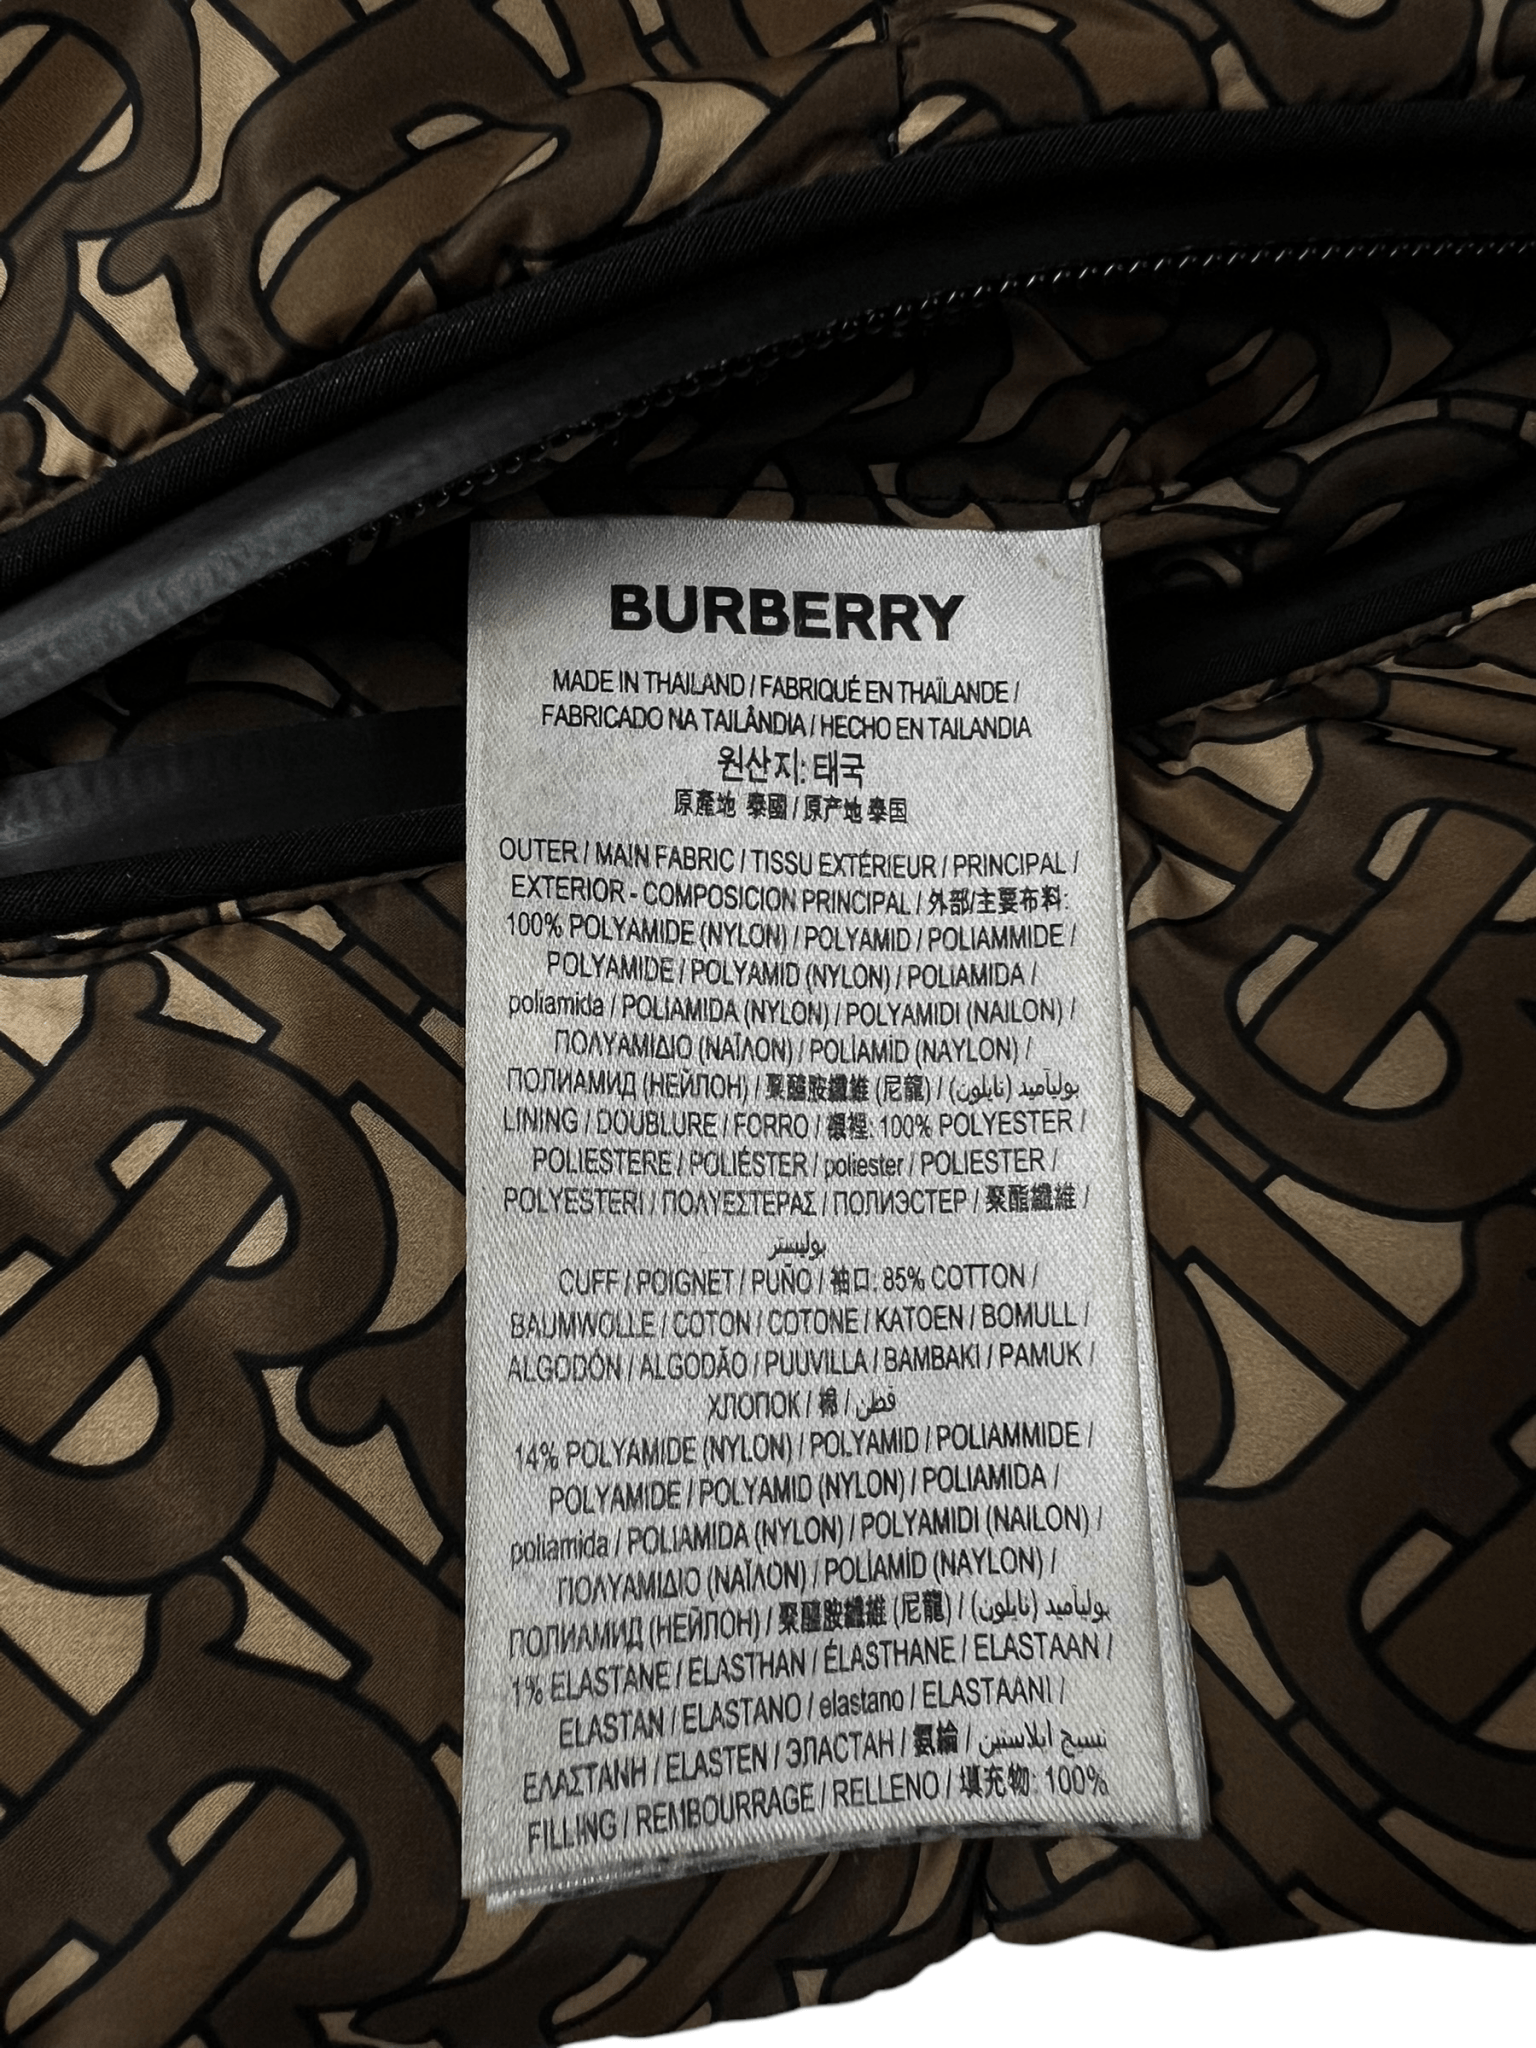 BURBERRY
MADE IN THAILAND / FABRIQUÉ EN THAÏLANDE /
FABRICADO NA TAILÂNDIA / HECHO EN TAILANDIA
원산지: 태국
原產地 泰國 / 原产地 泰国
OUTER / MAIN FABRIC / TISSU EXTÉRIEUR / PRINCIPAL /
EXTERIOR - COMPOSICION PRINCIPAL / 外部/主要布料:
100% POLYAMIDE (NYLON) / POLYAMID / POLIAMMIDE /
POLYAMIDE / POLYAMID (NYLON) / POLIAMIDA /
poliamida / POLIAMIDA (NYLON) / POLYAMIDI (NAILON) /
ΠΟΛΥΑΜΙΔΙΟ (ΝΑΪΛΟΝ) / POLİAMİD (NAYLON) /
ПОЛИАМИД (НЕЙЛОН) / 聚醯胺纖維 (尼龍) / بولیآمید (نايلون)
LINING / DOUBLURE / FORRO / 襯裡: 100% POLYESTER /
POLIESTERE / POLIÉSTER / poliester / POLIESTER /
POLYESTERI / ΠΟΛΥΕΣΤΕΡΑΣ / ПОЛИЭСТЕР / 聚酯纖維 /
بوليستر
CUFF / POIGNET / PUÑO / 袖口: 85% COTTON /
BAUMWOLLE / COTON / COTONE / KATOEN / BOMULL /
ALGODÓN / ALGODÃO / PUUVILLA / BAMBAKI / PAMUK /
ХЛОПОК / 棉 / قطن
14% POLYAMIDE (NYLON) / POLYAMID / POLIAMMIDE /
POLYAMIDE / POLYAMID (NYLON) / POLIAMIDA /
poliamida / POLIAMIDA (NYLON) / POLYAMIDI (NAILON) /
ΠΟΛΥΑΜΙΔΙΟ (ΝΑΪΛΟΝ) / POLİAMİD (NAYLON) /
ПОЛИАМИД (НЕЙЛОН) / 聚醯胺纖維 (尼龍) / بولیآمید (نايلون)
1% ELASTANE / ELASTHAN / ÉLASTHANE / ELASTAAN /
ELASTAN / ELASTANO / elastano / ELASTAANI /
ΕΛΑΣΤΑΝΗ / ELASTEN / ЭЛАСТАН / 氨綸 / نسيج ايلاستين
FILLING / REMBOURRAGE / RELLENO / 填充物: 100%